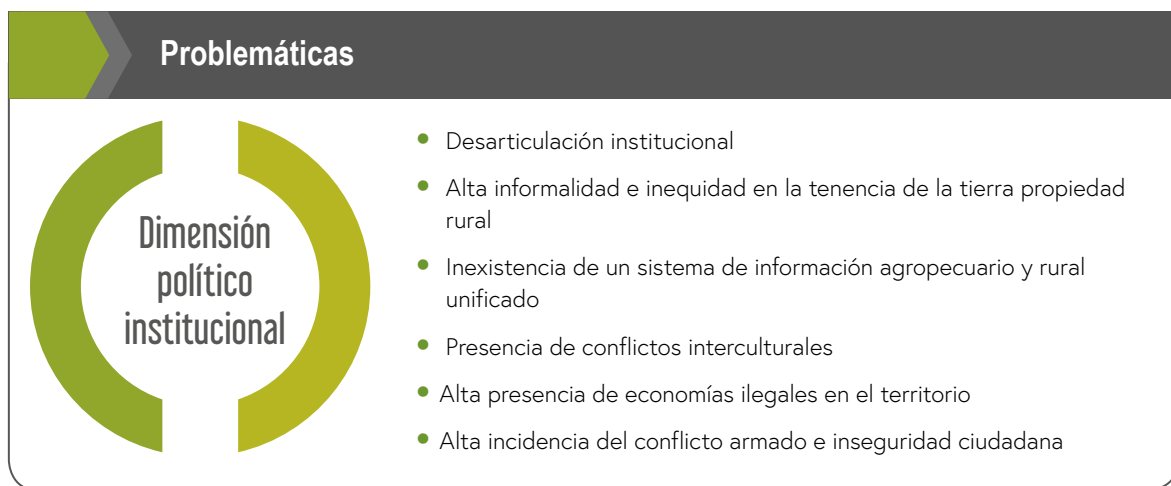 Problemáticas
Dimensión
político
institucional
• Desarticulación institucional
• Alta informalidad e inequidad en la tenencia de la tierra propiedad
rural
• Inexistencia de un sistema de información agropecuario y rural
unificado
• Presencia de conflictos interculturales
• Alta presencia de economías ilegales en el territorio
• Alta incidencia del conflicto armado e inseguridad ciudadana